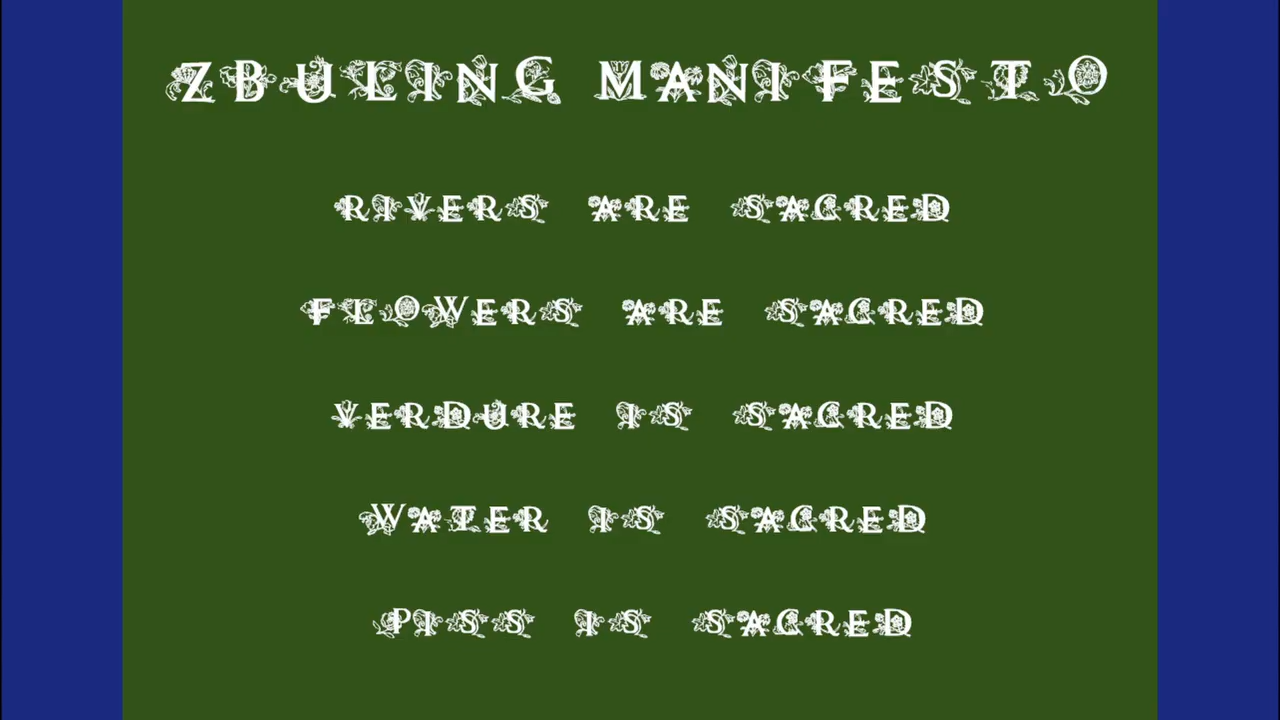 ZBULING MANIFESTO
RIVERS ARE SACRED
FLOWERS ARE SACRED
VERDURE IS SACRED
WATER IS SACRED
PISS IS SACRED